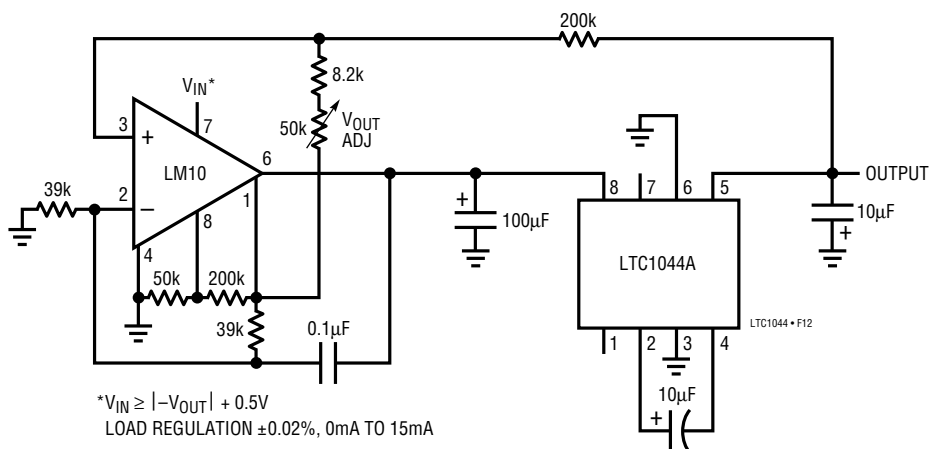 200k
8.2k
V_IN*
50k
V_OUT
ADJ
3
+
7
LM10
6
39k
2
–
1
8
4
50k
200k
39k
0.1µF
+
100µF
8
7
6
5
OUTPUT
10µF
+
LTC1044A
LTC1044 • F12
1
2
3
4
10µF
+
*V_IN ≥ |–V_OUT| + 0.5V
LOAD REGULATION ±0.02%, 0mA TO 15mA